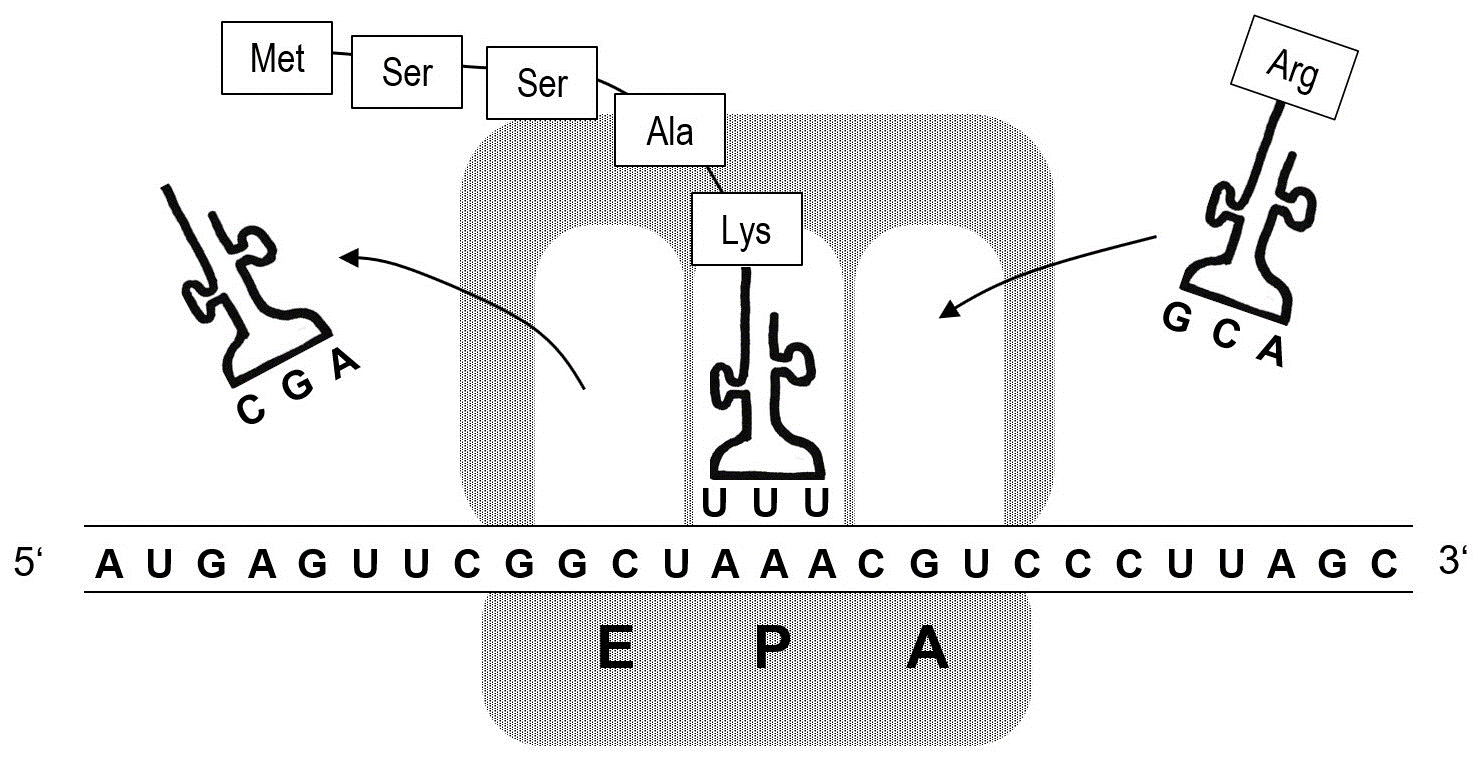 Met
Ser
Ser
Ala
Lys
Arg
C G A
U U U
G C A
5‘ A U G A G U U C G G C U A A A C G U C C C U U A G C 3‘
E P A